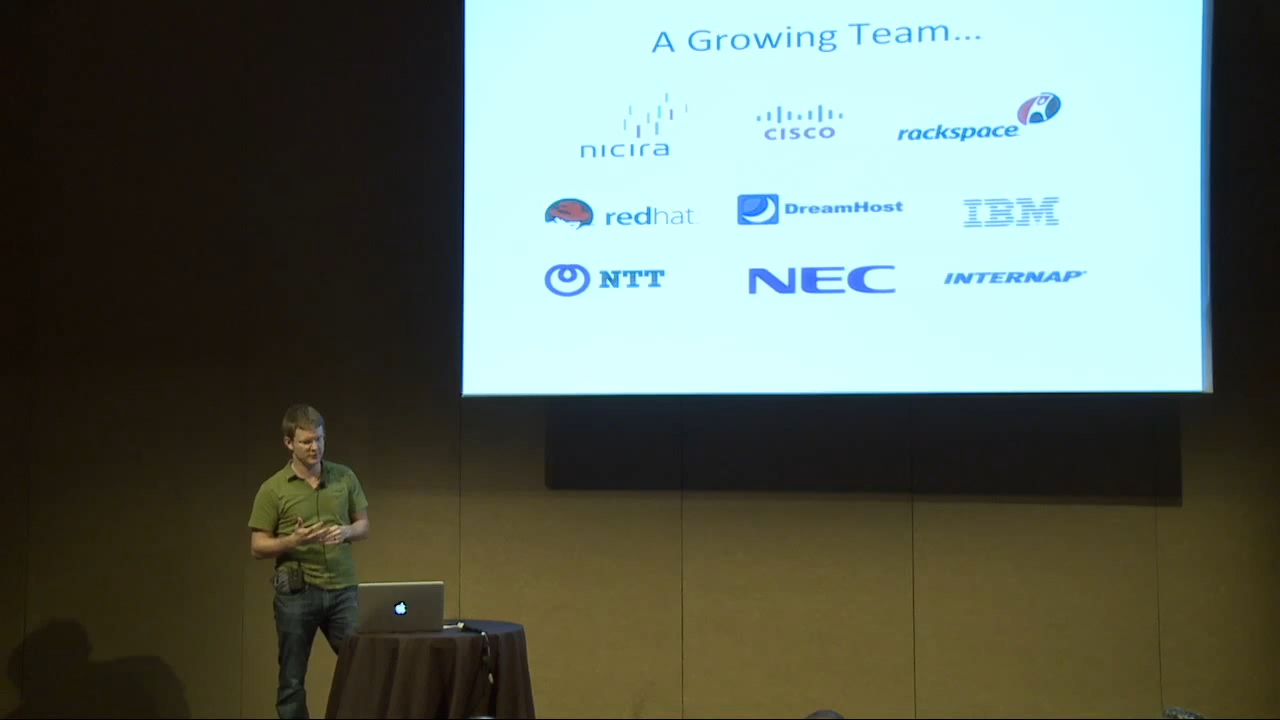 A Growing Team...
nicira
CISCO
rackspace
redhat
DreamHost
IBM
NTT
NEC
INTERNAP